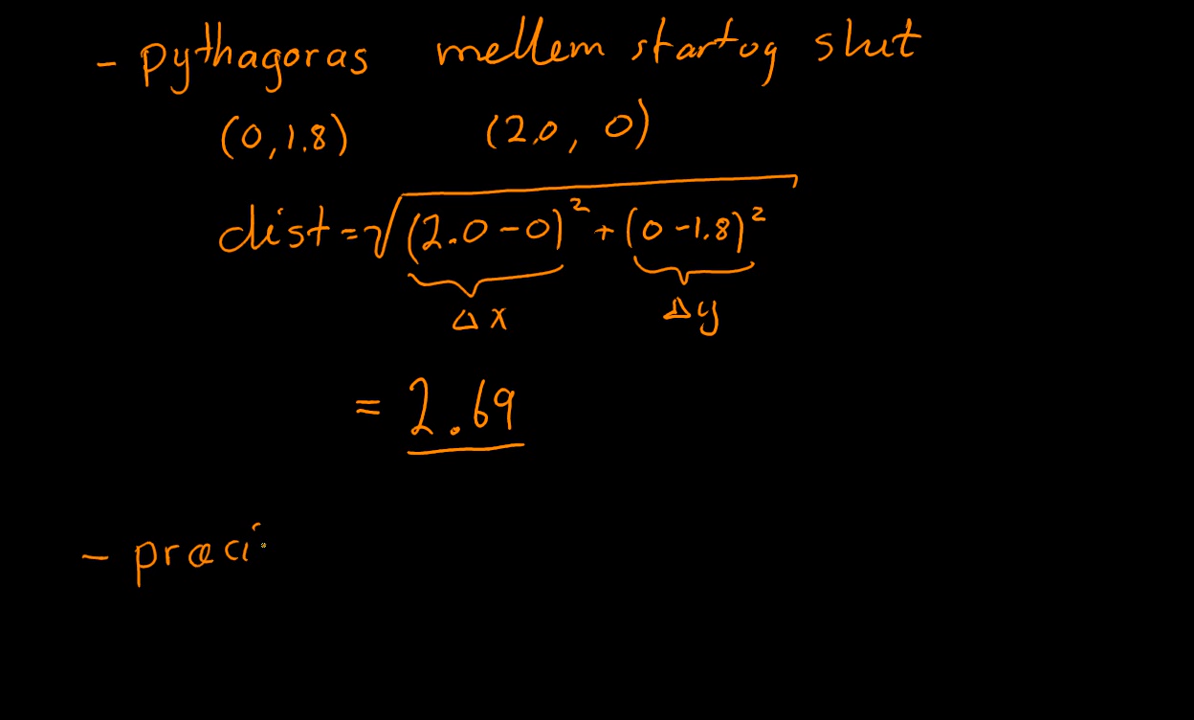 - pythagoras mellem start og slut
(0,1.8) (2.0, 0)
dist = √(2.0-0)² + (0-1.8)²
Δx Δy
= 2.69
- præci